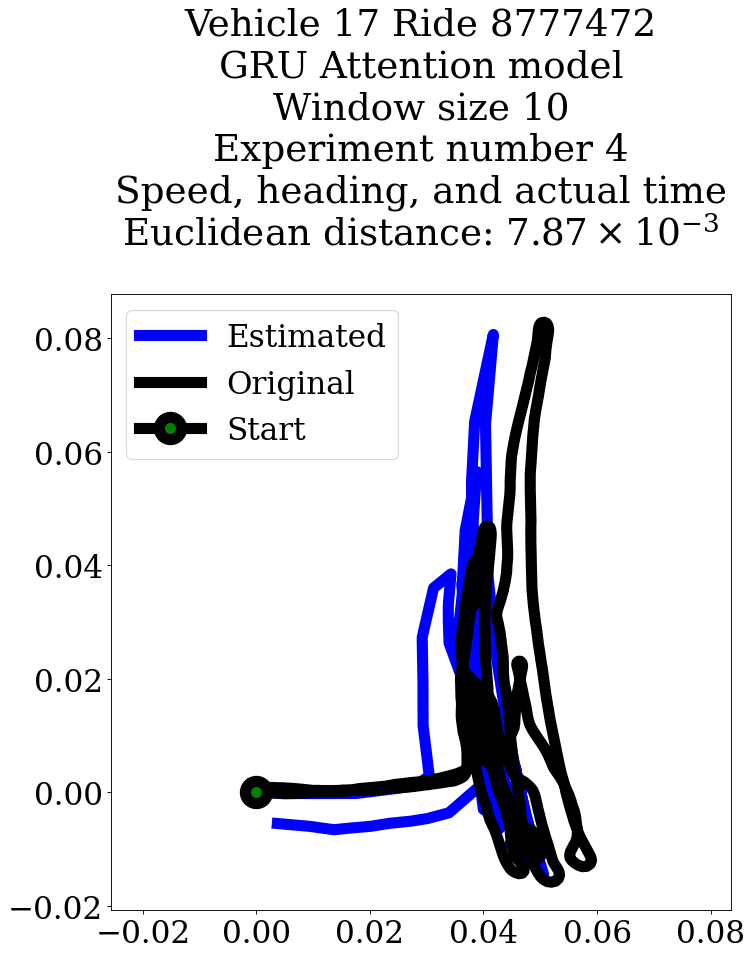 Vehicle 17 Ride 8777472
GRU Attention model
Window size 10
Experiment number 4
Speed, heading, and actual time
Euclidean distance: 7.87 × 10⁻³
Estimated
Original
Start
0.08
0.06
0.04
0.02
0.00
−0.02
−0.02 0.00 0.02 0.04 0.06 0.08